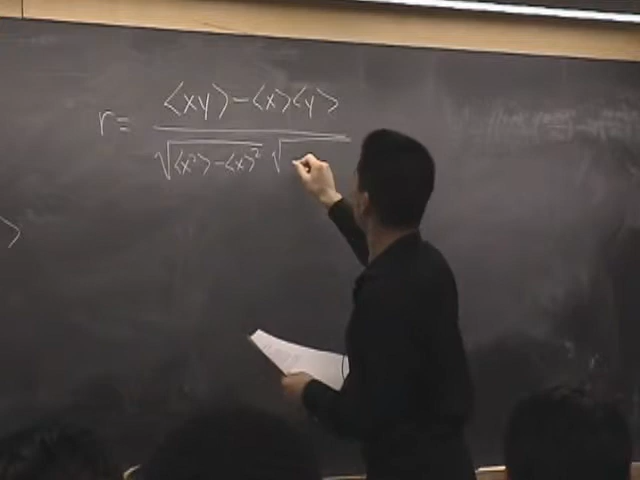 r = (⟨xy⟩ − ⟨x⟩⟨y⟩) / (√(⟨x²⟩ − ⟨x⟩²) √
⟩